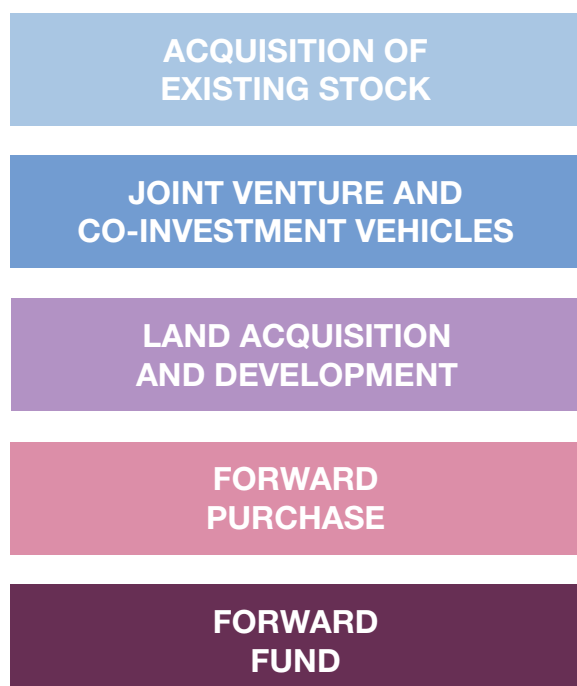 ACQUISITION OF
EXISTING STOCK
JOINT VENTURE AND
CO-INVESTMENT VEHICLES
LAND ACQUISITION
AND DEVELOPMENT
FORWARD
PURCHASE
FORWARD
FUND